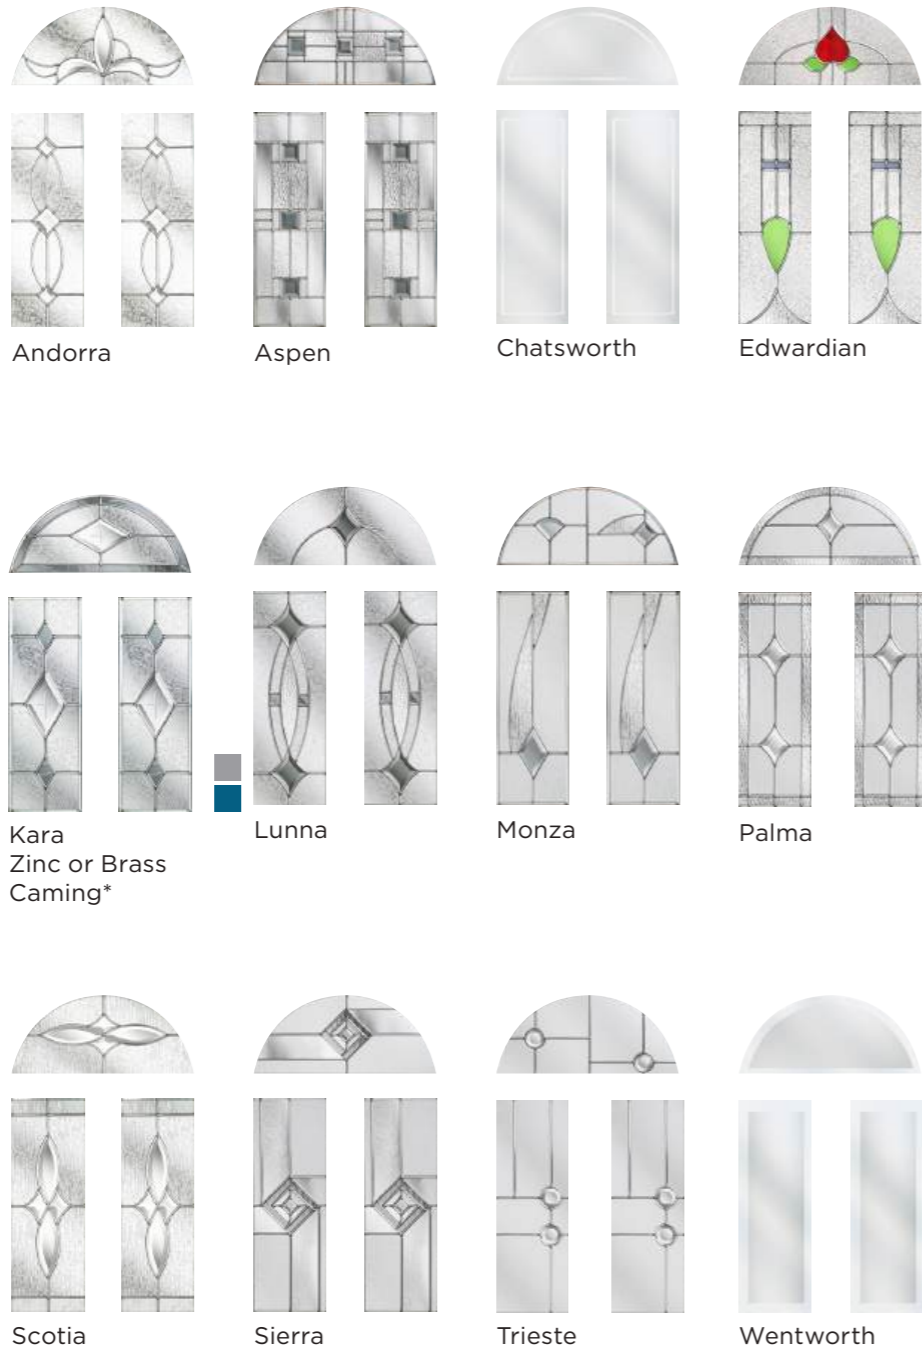 Andorra
Aspen
Chatsworth
Edwardian
Kara
Zinc or Brass
Caming*
Lunna
Monza
Palma
Scotia
Sierra
Trieste
Wentworth